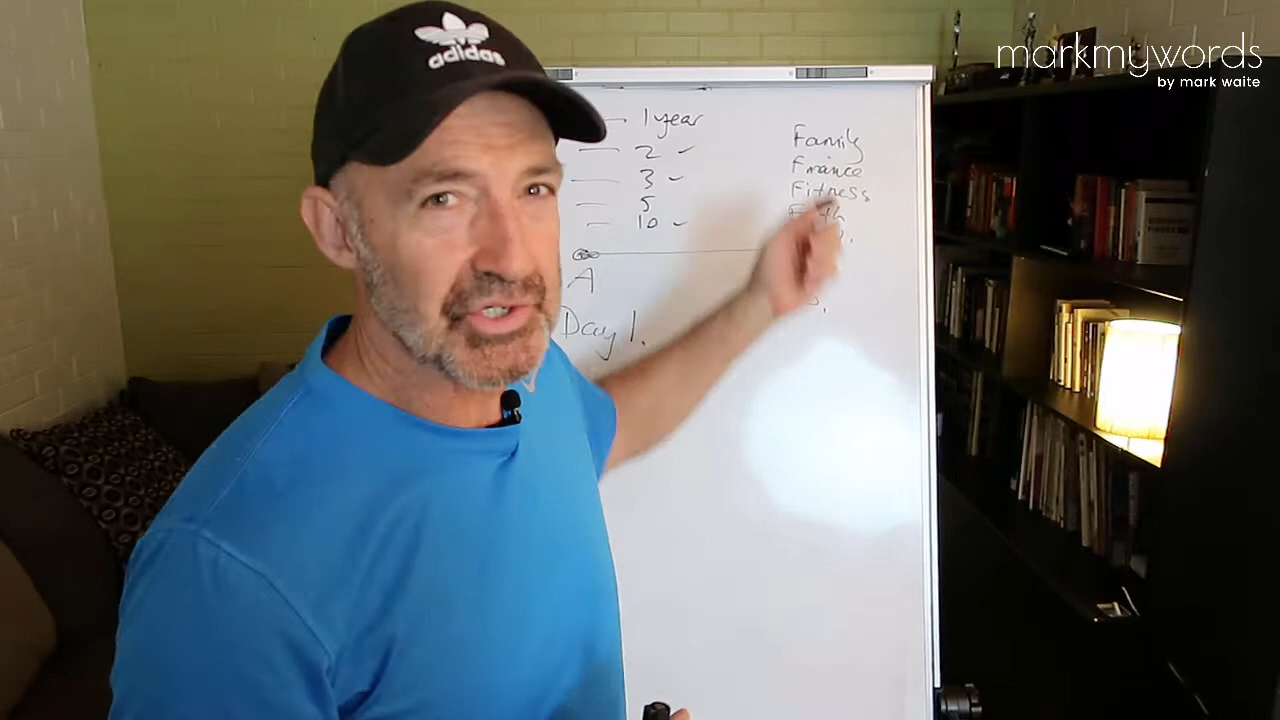 markmywords
by mark waite
adidas
1 year
2
3
5
10
A
Day 1.
Family
Finance
Fitness